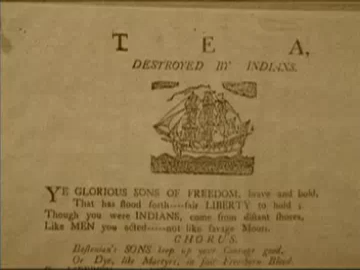 T E A,
DESTROYED BY INDIANS.
YE GLORIOUS SONS OF FREEDOM, brave and bold,
That has stood forth----fair LIBERTY to hold ;
Though you were INDIANS, come from distant shores,
Like MEN you acted-----not like savage Moors.
CHORUS.
Bostonian's SONS keep up your Courage good,
Or Dye, like Martyrs, in fair Freeborn Blood.